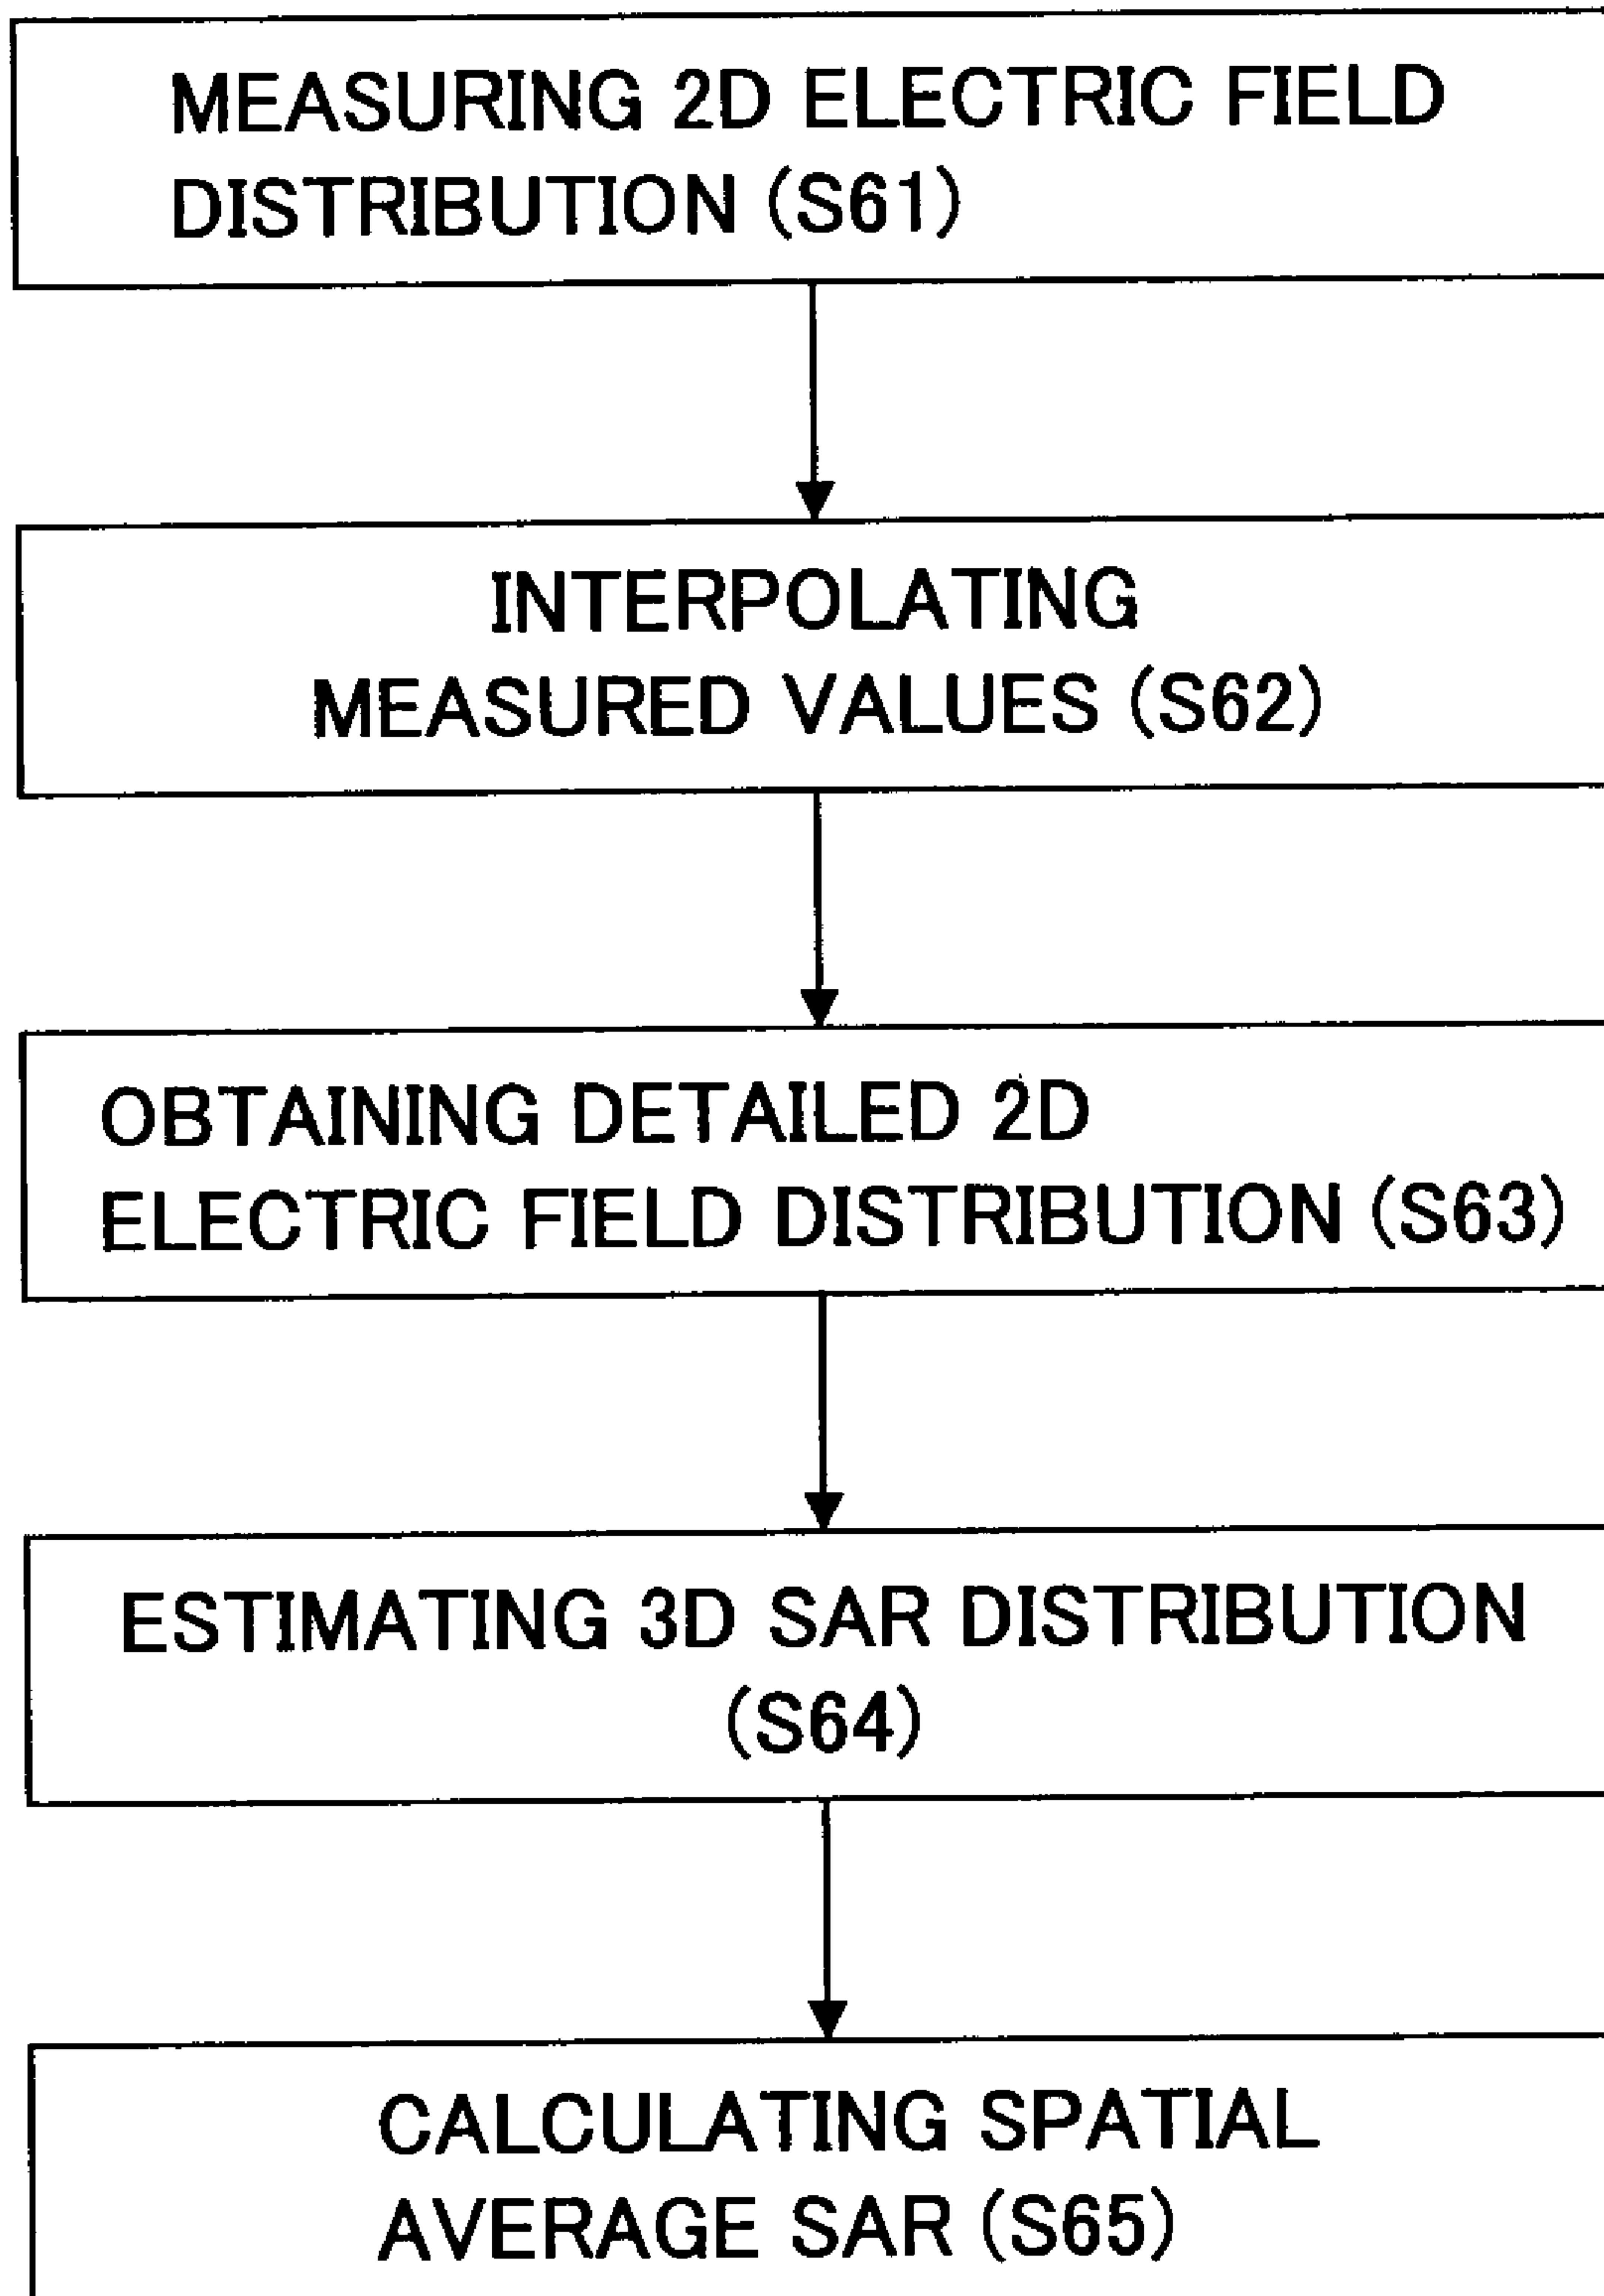 MEASURING 2D ELECTRIC FIELD
DISTRIBUTION (S61)
INTERPOLATING
MEASURED VALUES (S62)
OBTAINING DETAILED 2D
ELECTRIC FIELD DISTRIBUTION (S63)
ESTIMATING 3D SAR DISTRIBUTION
(S64)
CALCULATING SPATIAL
AVERAGE SAR (S65)